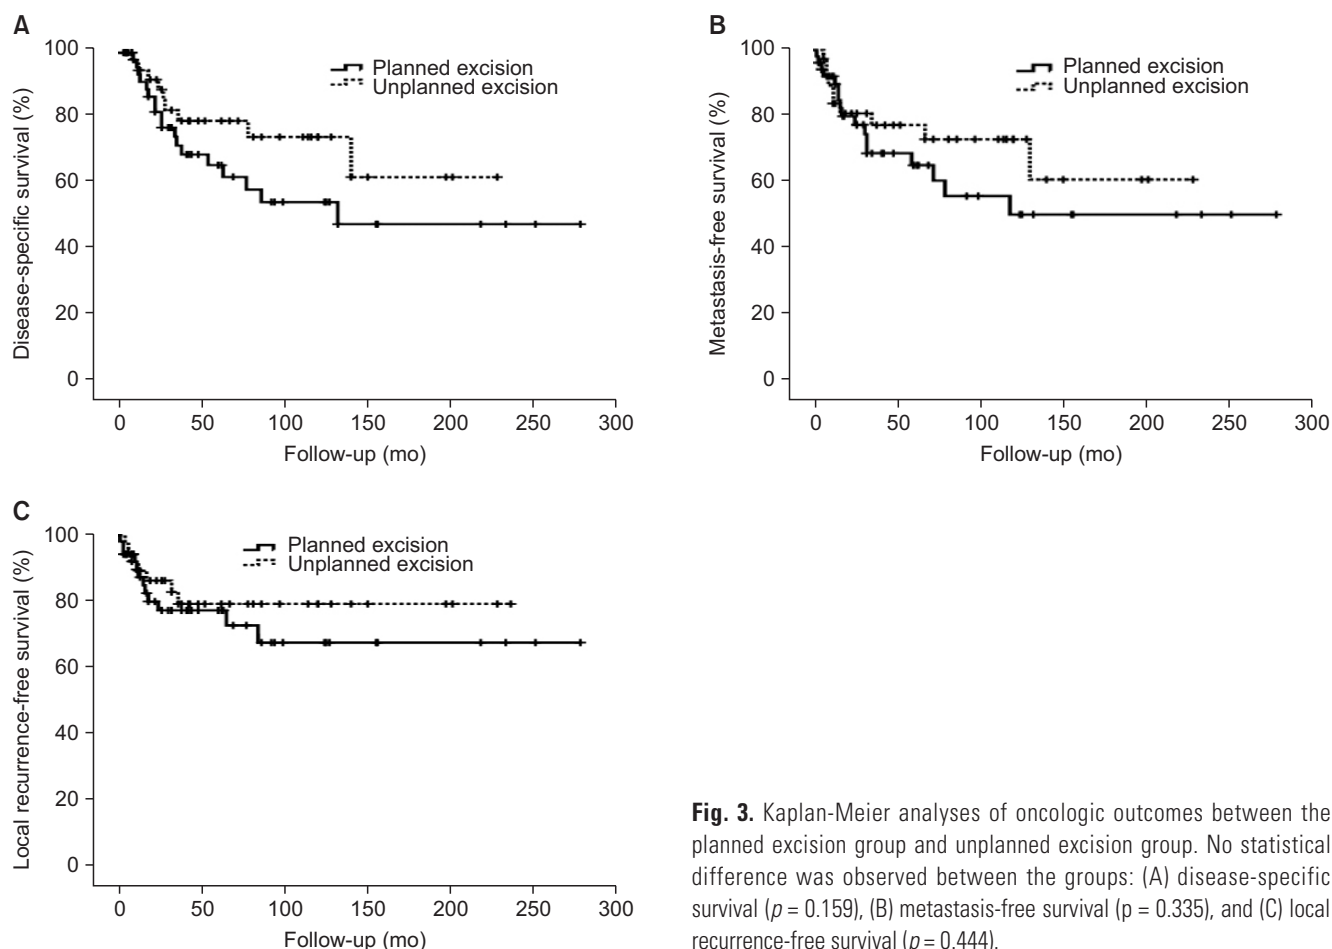 A
100
80
60
40
20
0
Disease-specific survival (%)
Planned excision
Unplanned excision
0 50 100 150 200 250 300
Follow-up (mo)
B
100
80
60
40
20
0
Metastasis-free survival (%)
Planned excision
Unplanned excision
0 50 100 150 200 250 300
Follow-up (mo)
C
100
80
60
40
20
0
Local recurrence-free survival (%)
Planned excision
Unplanned excision
0 50 100 150 200 250 300
Follow-up (mo)
Fig. 3. Kaplan-Meier analyses of oncologic outcomes between the
planned excision group and unplanned excision group. No statistical
difference was observed between the groups: (A) disease-specific
survival (p = 0.159), (B) metastasis-free survival (p = 0.335), and (C) local
recurrence-free survival (p = 0.444).